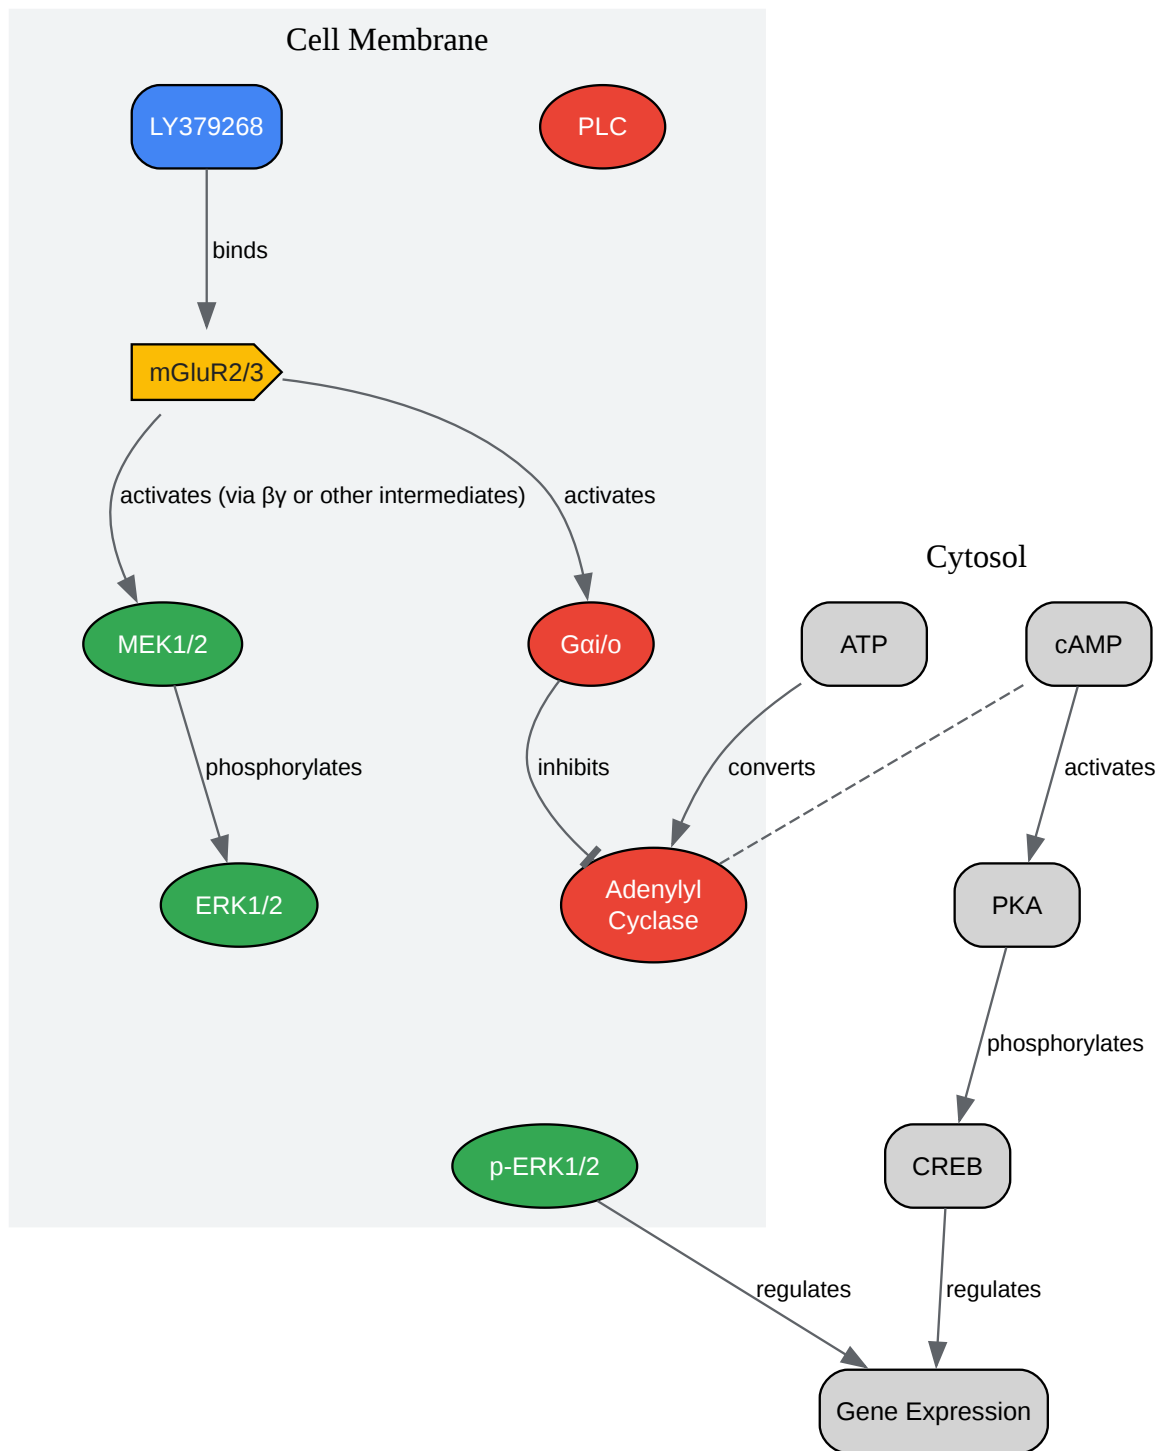 Cell Membrane
LY379268
PLC
binds
mGluR2/3
activates (via βγ or other intermediates)
activates
Cytosol
MEK1/2
Gαi/o
ATP
cAMP
phosphorylates
inhibits
converts
activates
ERK1/2
Adenylyl
Cyclase
PKA
phosphorylates
p-ERK1/2
CREB
regulates
regulates
Gene Expression